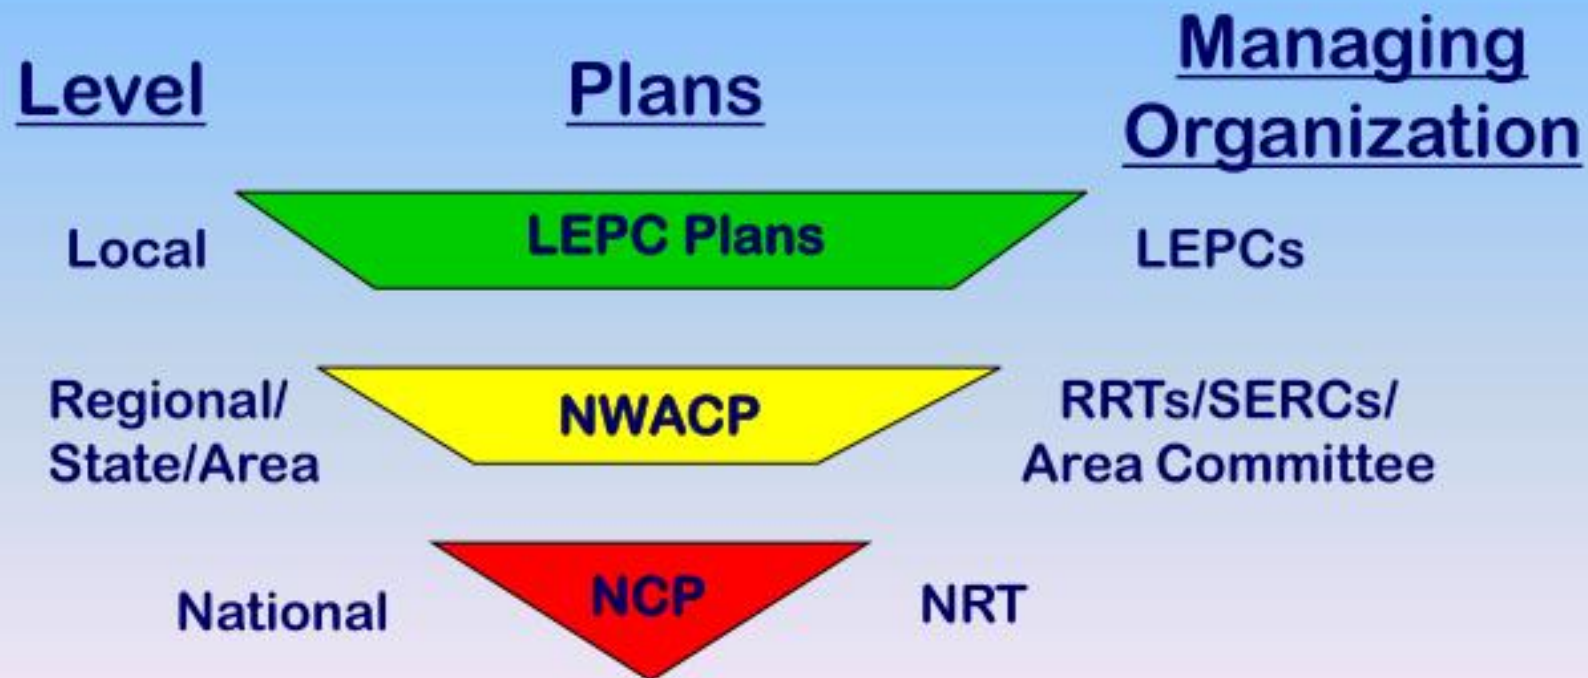 Level
Plans
Managing
Organization
Local
LEPC Plans
LEPCs
Regional/
State/Area
NWACP
RRTs/SERCs/
Area Committee
National
NCP
NRT